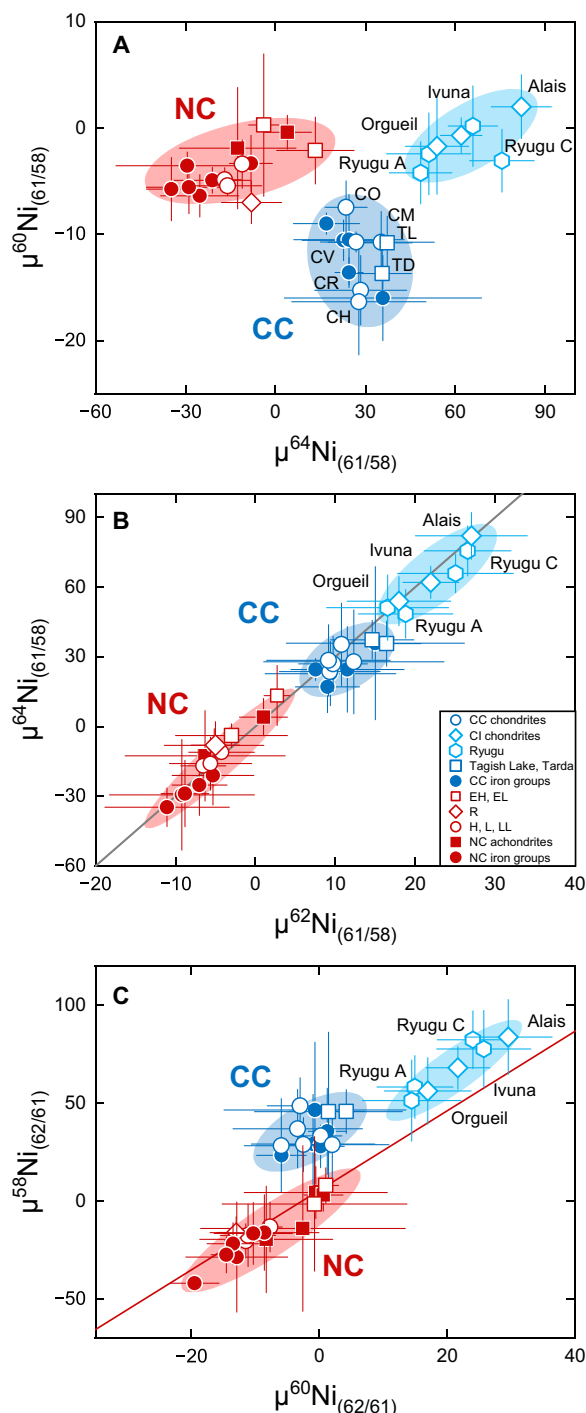 A
10
0
−10
−20
μ⁶⁰Ni(61/58)
NC
CC
Ivuna
Alais
Orgueil
Ryugu A
Ryugu C
CO
CM
TL
CV
TD
CR
CH
−60 −30 0 30 60 90
μ⁶⁴Ni(61/58)
B
90
60
30
0
−30
−60
μ⁶⁴Ni(61/58)
Alais
Ivuna
Orgueil
Ryugu C
Ryugu A
CC
NC
CC chondrites
CI chondrites
Ryugu
Tagish Lake, Tarda
CC iron groups
EH, EL
R
H, L, LL
NC achondrites
NC iron groups
−20 −10 0 10 20 30 40
μ⁶²Ni(61/58)
C
100
50
0
−50
μ⁵⁸Ni(62/61)
Ryugu C
Alais
Ryugu A
Ivuna
Orgueil
CC
NC
−20 0 20 40
μ⁶⁰Ni(62/61)